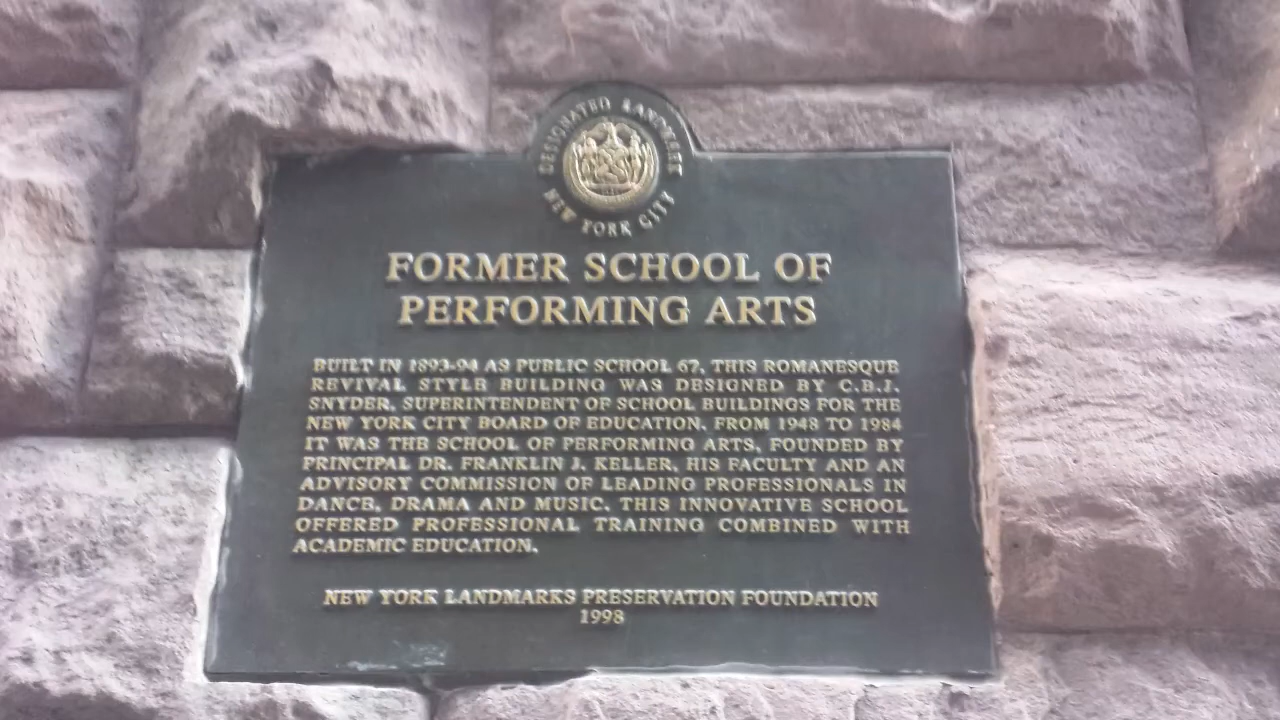 DESIGNATED LANDMARK
NEW YORK CITY
FORMER SCHOOL OF
PERFORMING ARTS
BUILT IN 1893-94 AS PUBLIC SCHOOL 67, THIS ROMANESQUE
REVIVAL STYLE BUILDING WAS DESIGNED BY C.B.J.
SNYDER, SUPERINTENDENT OF SCHOOL BUILDINGS FOR THE
NEW YORK CITY BOARD OF EDUCATION. FROM 1948 TO 1984
IT WAS THE SCHOOL OF PERFORMING ARTS, FOUNDED BY
PRINCIPAL DR. FRANKLIN J. KELLER, HIS FACULTY AND AN
ADVISORY COMMISSION OF LEADING PROFESSIONALS IN
DANCE, DRAMA AND MUSIC. THIS INNOVATIVE SCHOOL
OFFERED PROFESSIONAL TRAINING COMBINED WITH
ACADEMIC EDUCATION.
NEW YORK LANDMARKS PRESERVATION FOUNDATION
1998